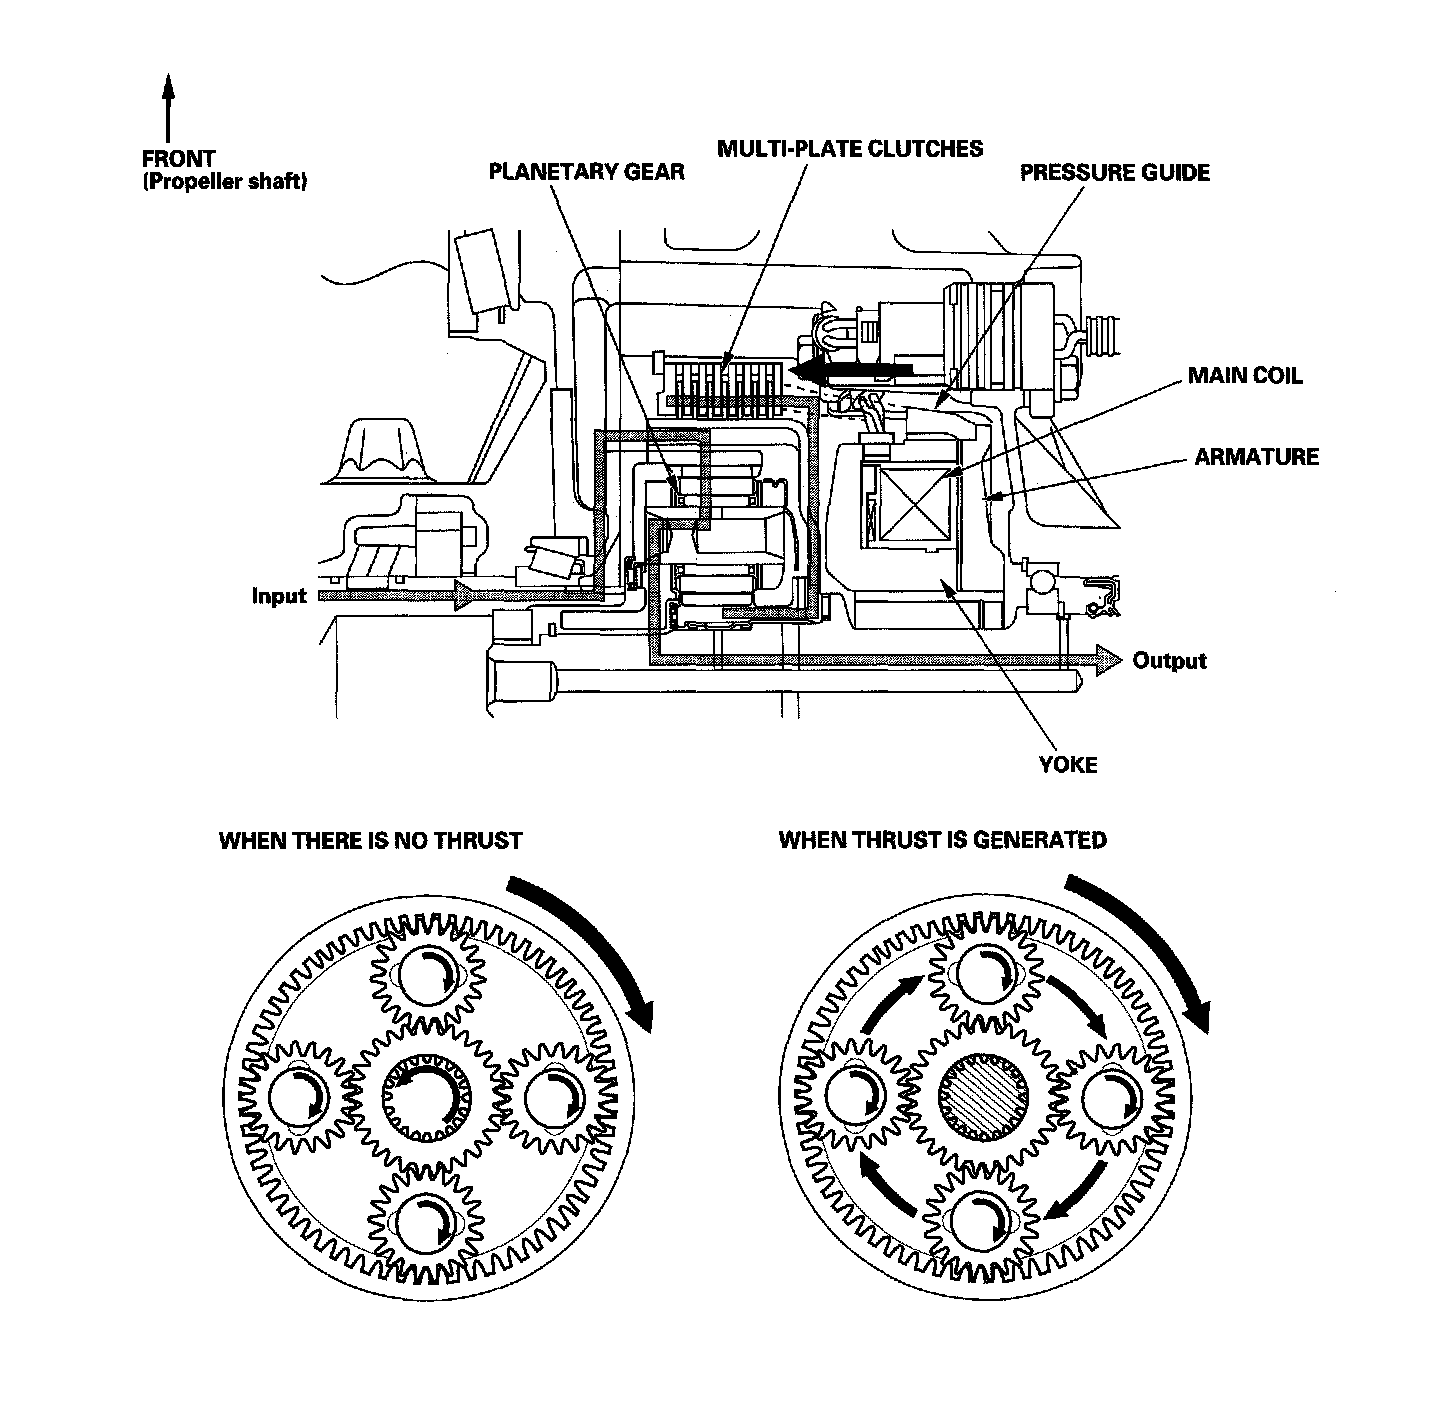 FRONT
(Propeller shaft)
PLANETARY GEAR
MULTI-PLATE CLUTCHES
PRESSURE GUIDE
MAIN COIL
ARMATURE
Input
Output
YOKE
WHEN THERE IS NO THRUST
WHEN THRUST IS GENERATED